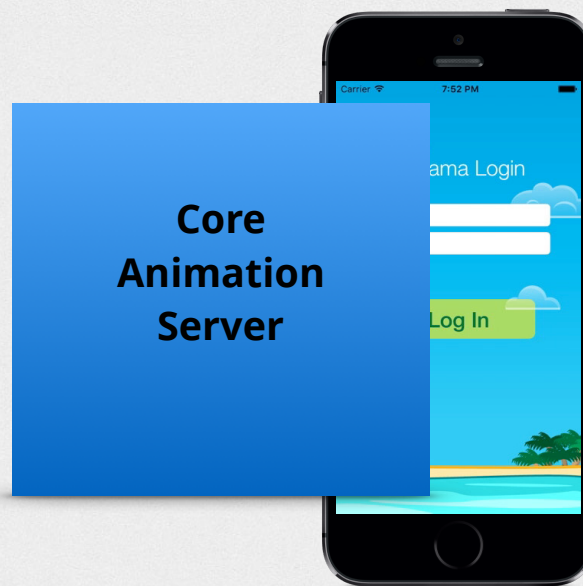 Carrier 7:52 PM
ama Login
Core
Animation
Server
Log In